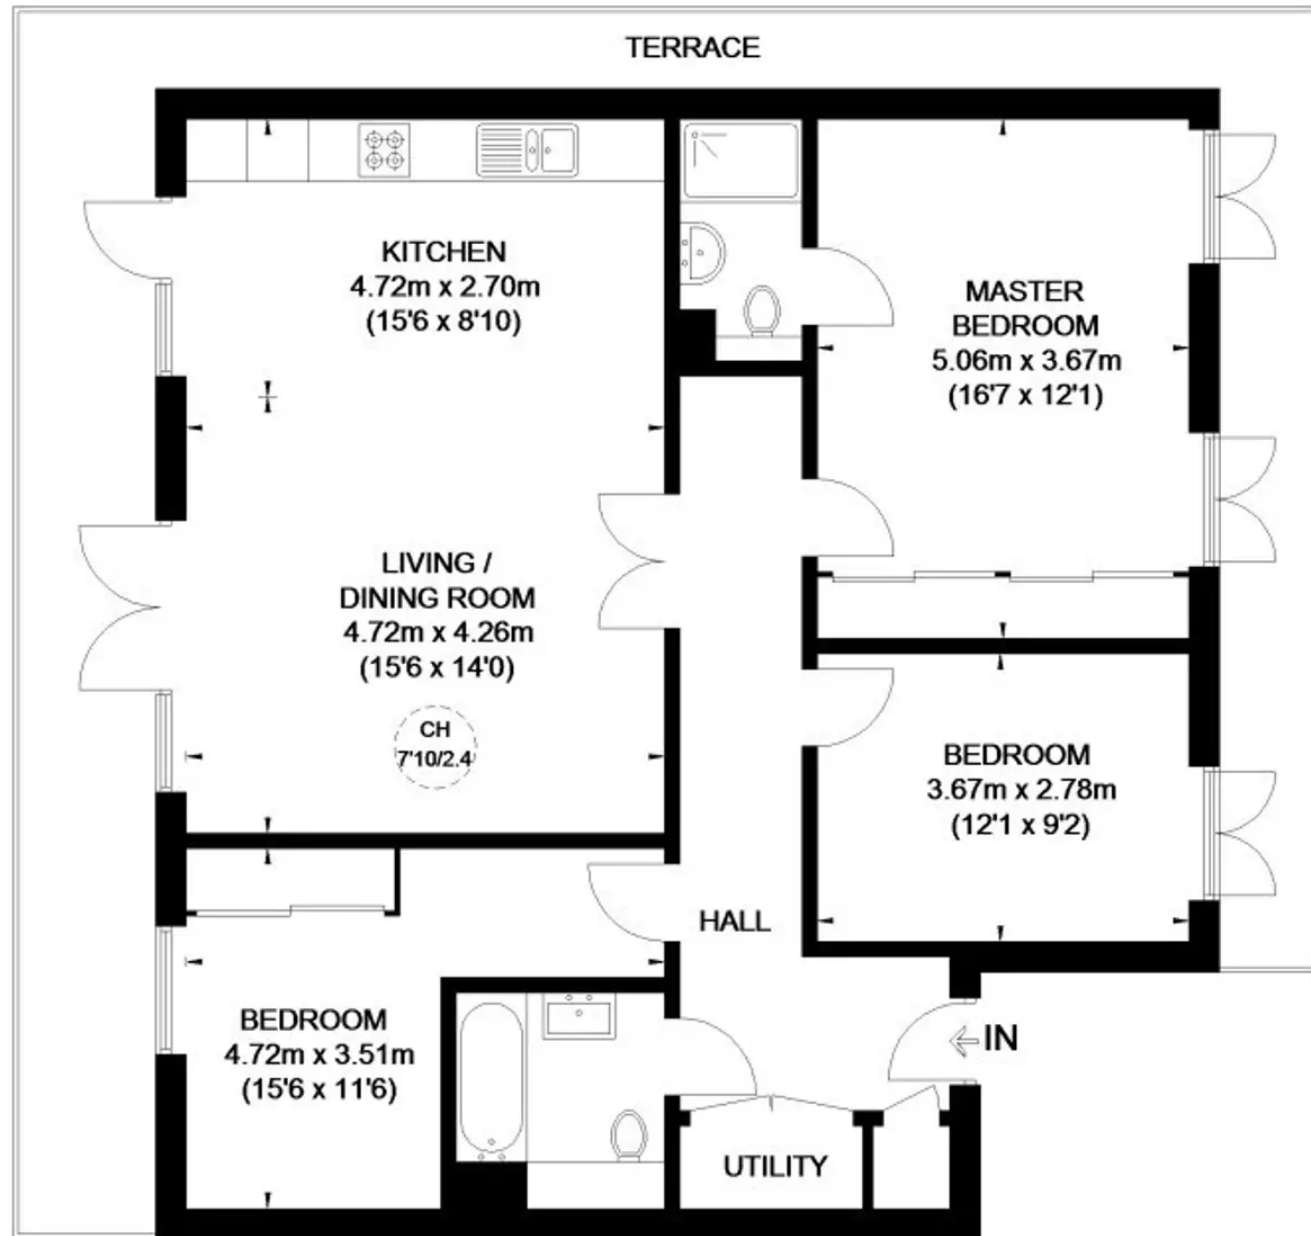 TERRACE
KITCHEN
4.72m x 2.70m
(15'6 x 8'10)
MASTER
BEDROOM
5.06m x 3.67m
(16'7 x 12'1)
LIVING /
DINING ROOM
4.72m x 4.26m
(15'6 x 14'0)
CH
7'10/2.4
BEDROOM
3.67m x 2.78m
(12'1 x 9'2)
HALL
BEDROOM
4.72m x 3.51m
(15'6 x 11'6)
IN
UTILITY